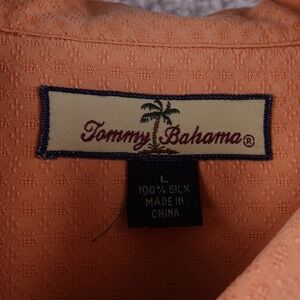 Tommy Bahama®
L
100% SILK
MADE IN
CHINA